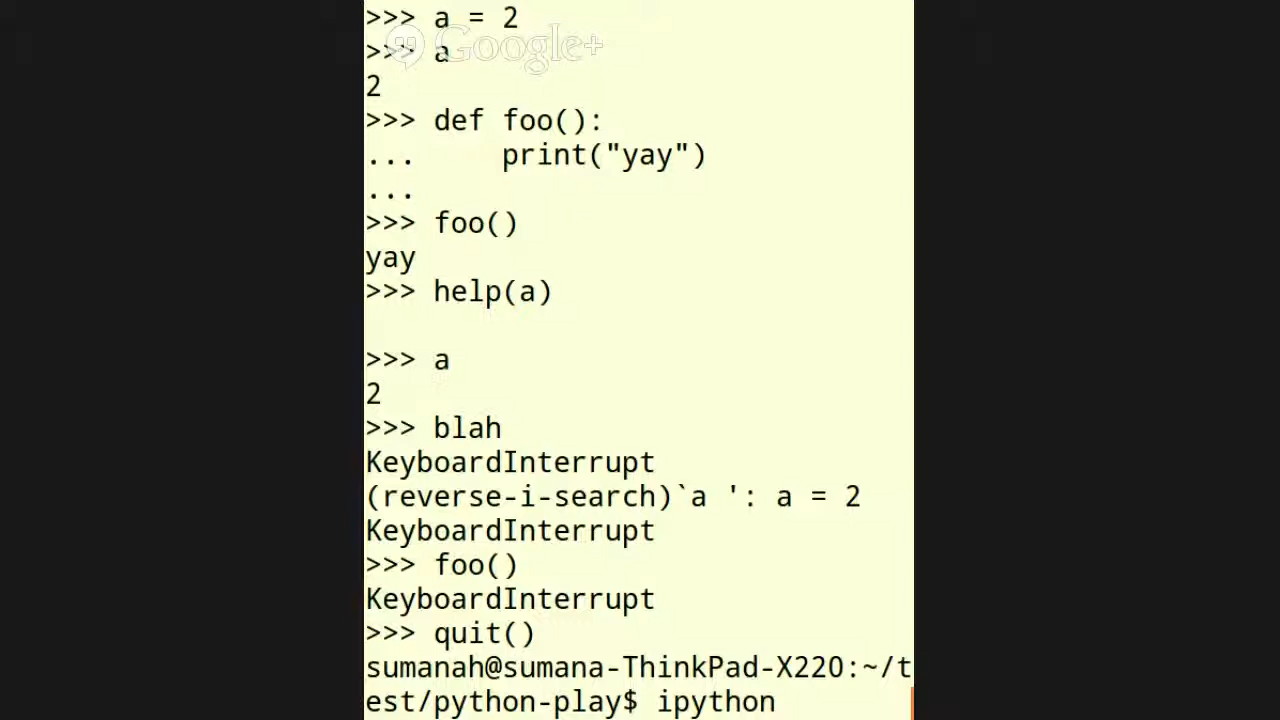 >>> a = 2
Google+
>>> a
2
>>> def foo():
...     print("yay")
...
>>> foo()
yay
>>> help(a)
>>> a
2
>>> blah
KeyboardInterrupt
(reverse-i-search)`a ': a = 2
KeyboardInterrupt
>>> foo()
KeyboardInterrupt
>>> quit()
sumanah@sumana-ThinkPad-X220:~/t
est/python-play$ ipython